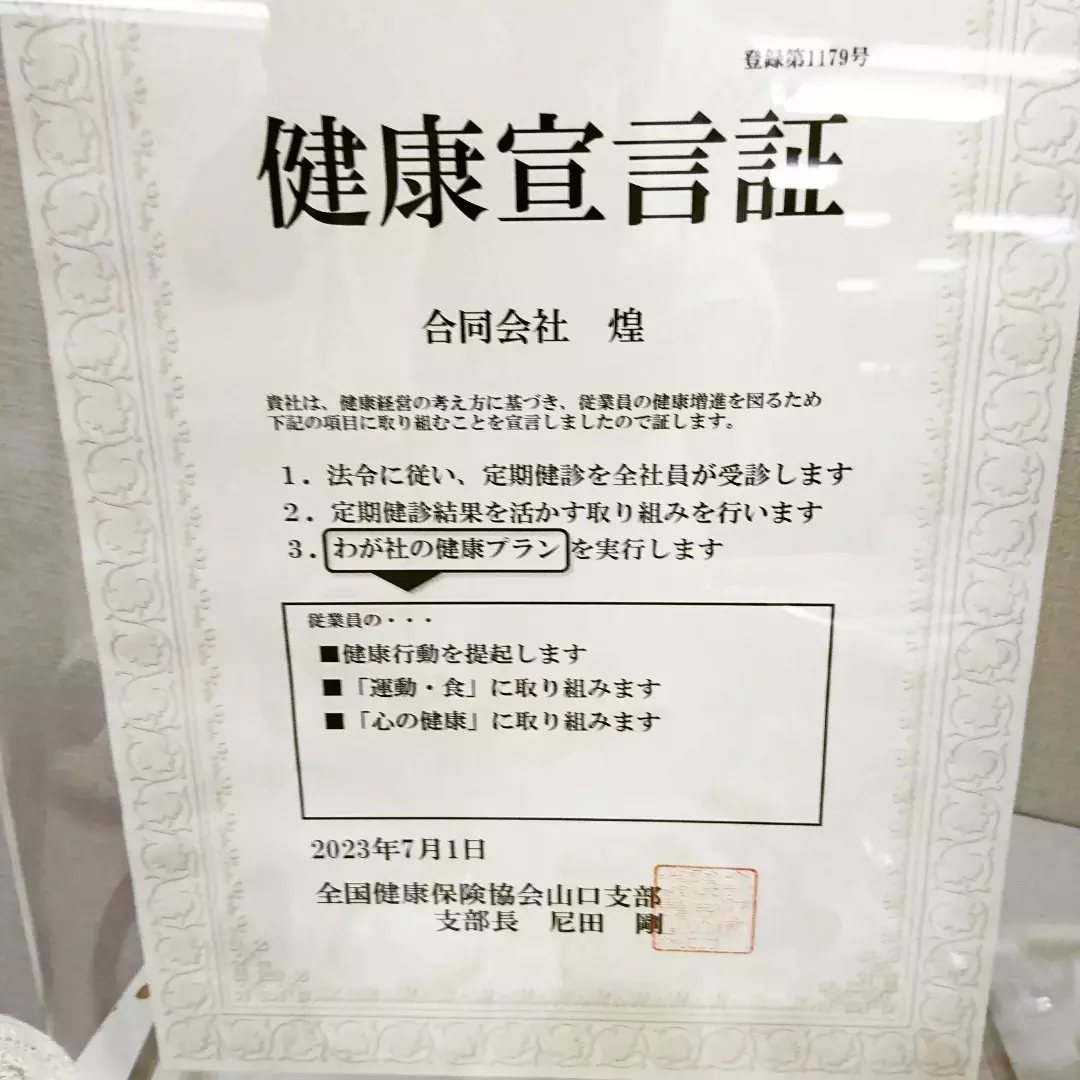 登録第1179号
健康宣言証
合同会社　煌
貴社は、健康経営の考え方に基づき、従業員の健康増進を図るため
下記の項目に取り組むことを宣言しましたので証します。
１．法令に従い、定期健診を全社員が受診します
２．定期健診結果を活かす取り組みを行います
３．わが社の健康プランを実行します
従業員の・・・
■健康行動を提起します
■「運動・食」に取り組みます
■「心の健康」に取り組みます
2023年7月1日
全国健康保険協会山口支部
支部長　尼田　剛